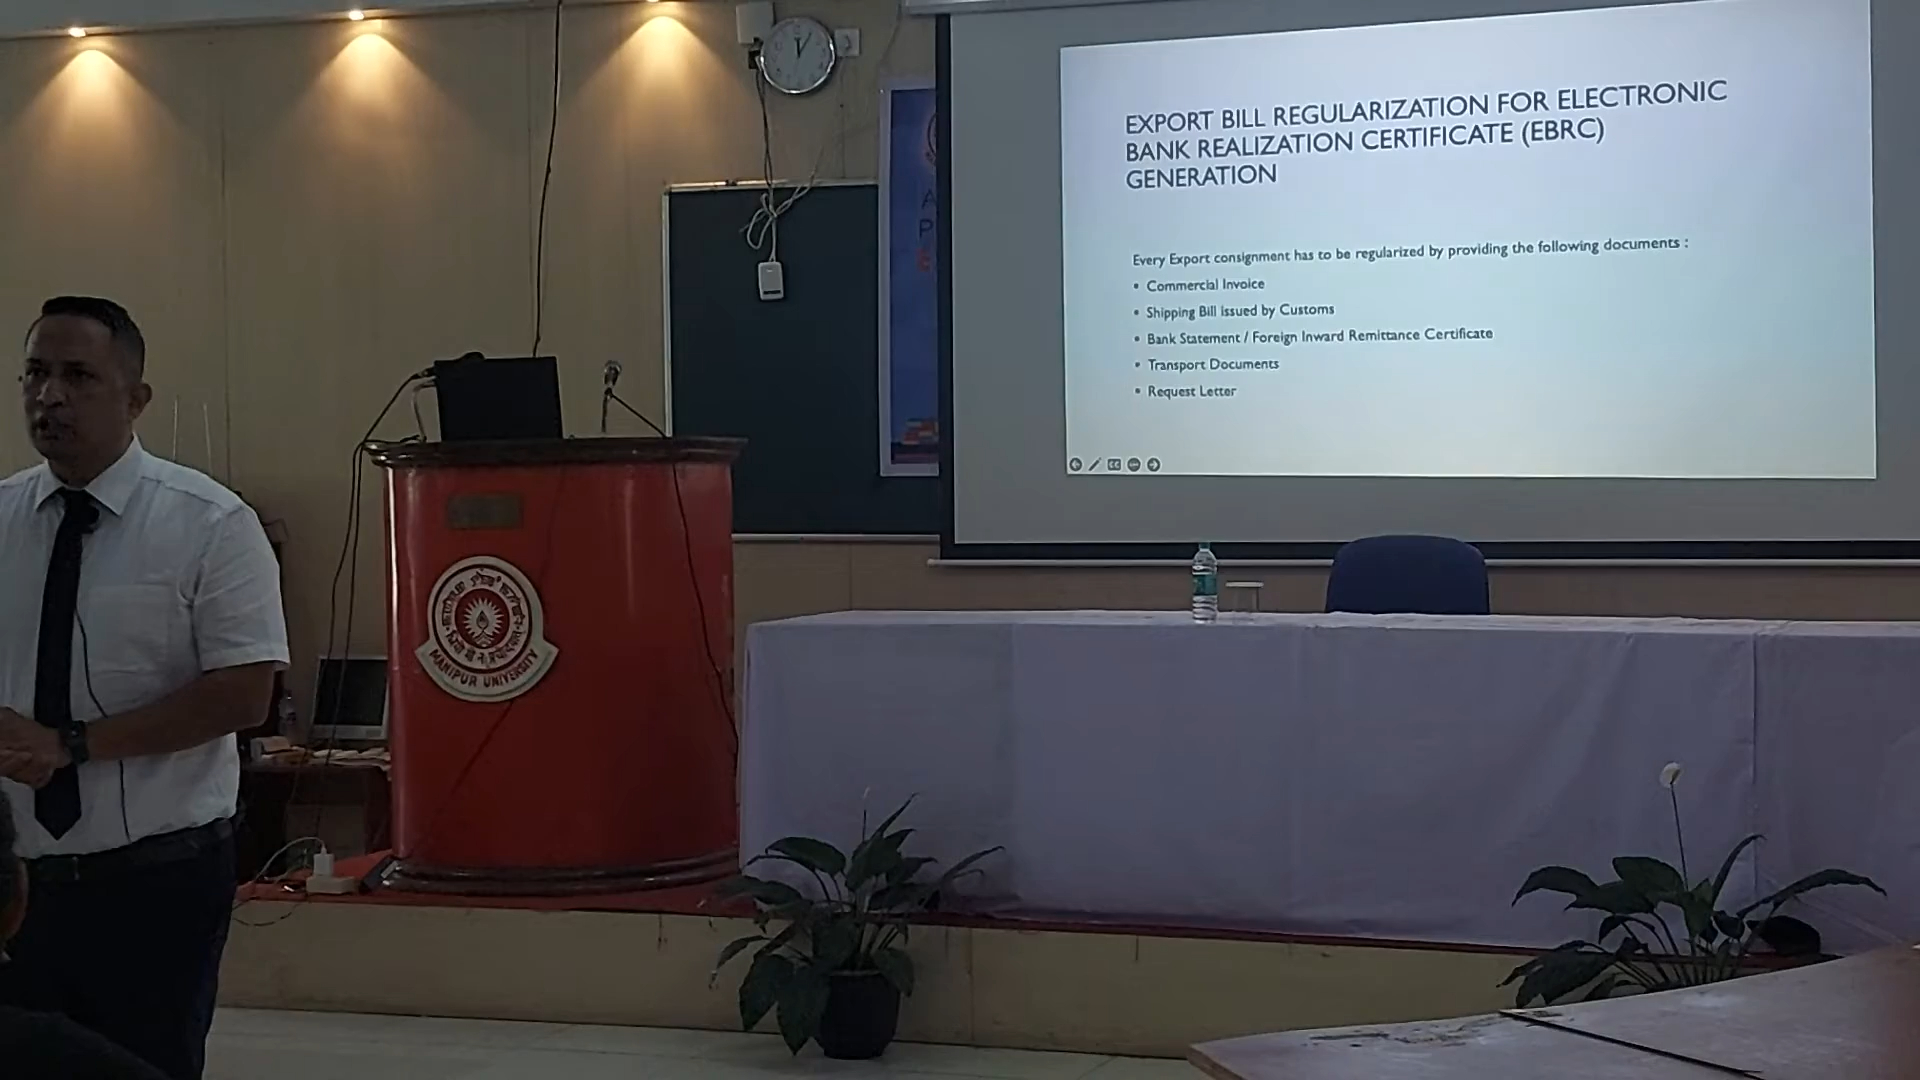 EXPORT BILL REGULARIZATION FOR ELECTRONIC
BANK REALIZATION CERTIFICATE (EBRC)
GENERATION
Every Export consignment has to be regularized by providing the following documents :
• Commercial Invoice
• Shipping Bill issued by Customs
• Bank Statement / Foreign Inward Remittance Certificate
• Transport Documents
• Request Letter
A
P
E
MANIPUR UNIVERSITY